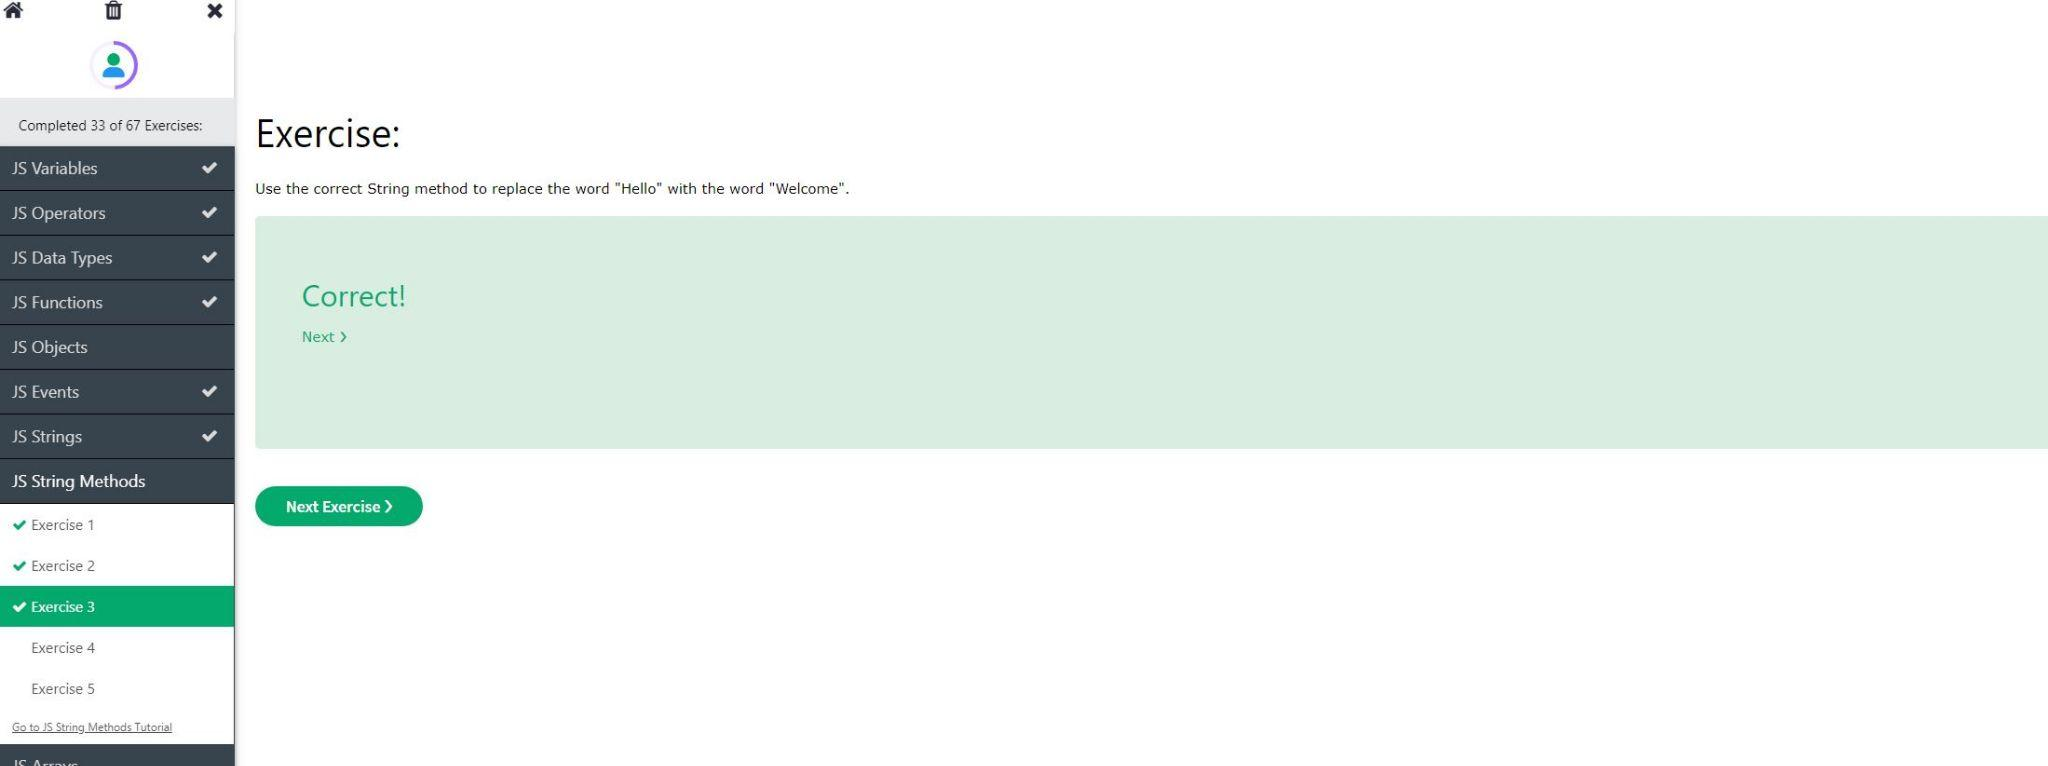 Completed 33 of 67 Exercises:
JS Variables
JS Operators
JS Data Types
JS Functions
JS Objects
JS Events
JS Strings
JS String Methods
Exercise 1
Exercise 2
Exercise 3
Exercise 4
Exercise 5
Go to JS String Methods Tutorial
JS Arrays
Exercise:
Use the correct String method to replace the word "Hello" with the word "Welcome".
Correct!
Next ❯
Next Exercise ❯